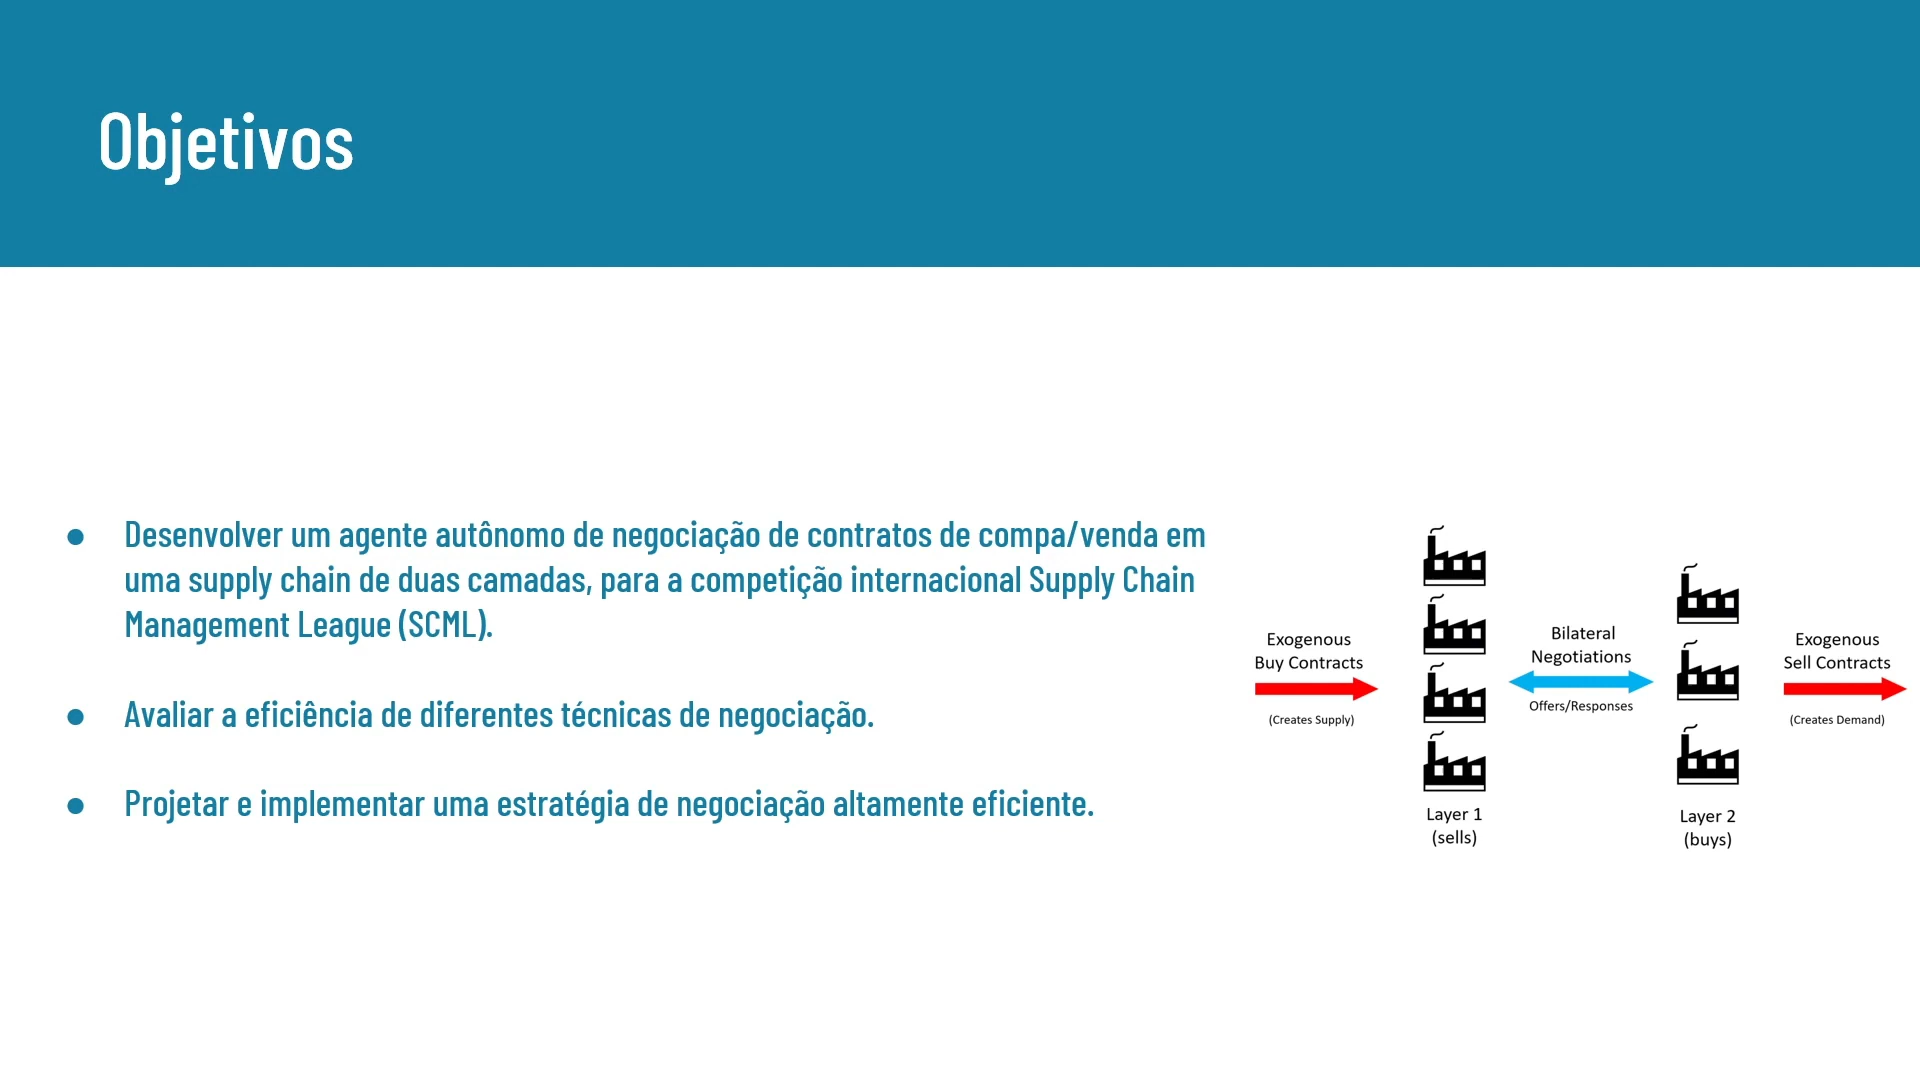 Objetivos
● Desenvolver um agente autônomo de negociação de contratos de compa/venda em
uma supply chain de duas camadas, para a competição internacional Supply Chain
Management League (SCML).
● Avaliar a eficiência de diferentes técnicas de negociação.
● Projetar e implementar uma estratégia de negociação altamente eficiente.
Exogenous
Buy Contracts
(Creates Supply)
Layer 1
(sells)
Bilateral
Negotiations
Offers/Responses
Layer 2
(buys)
Exogenous
Sell Contracts
(Creates Demand)